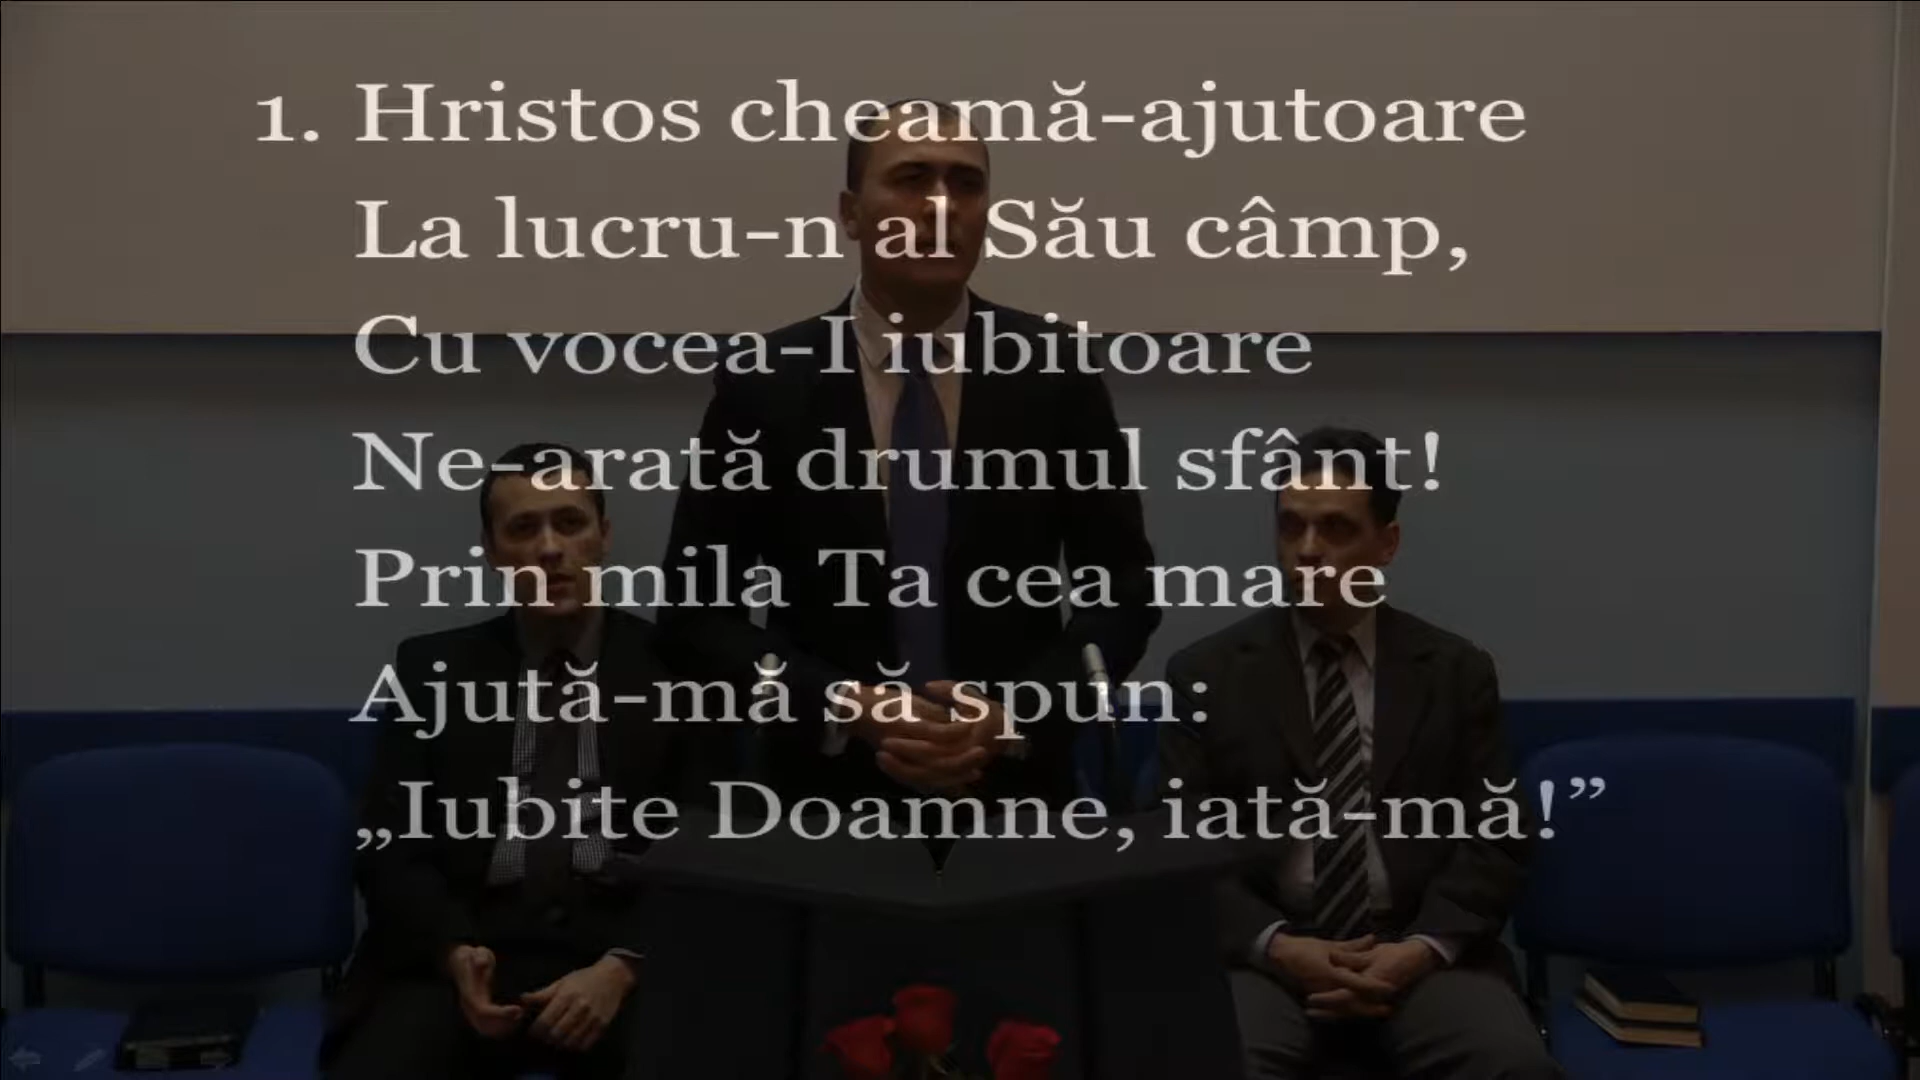 1. Hristos cheamă-ajutoare
La lucru-n al Său câmp,
Cu vocea-I iubitoare
Ne-arată drumul sfânt!
Prin mila Ta cea mare
Ajută-mă să spun:
„Iubite Doamne, iată-mă!”